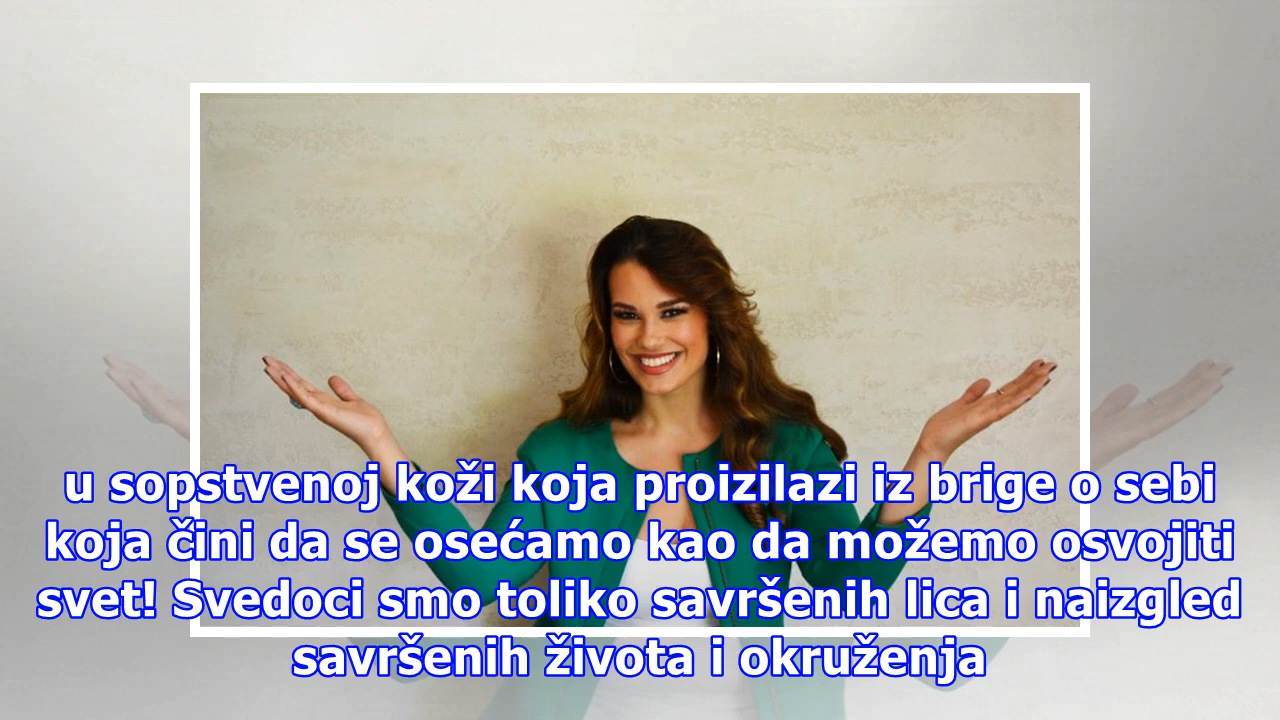 u sopstvenoj koži koja proizilazi iz brige o sebi
koja čini da se osećamo kao da možemo osvojiti
svet! Svedoci smo toliko savršenih lica i naizgled
savršenih života i okruženja